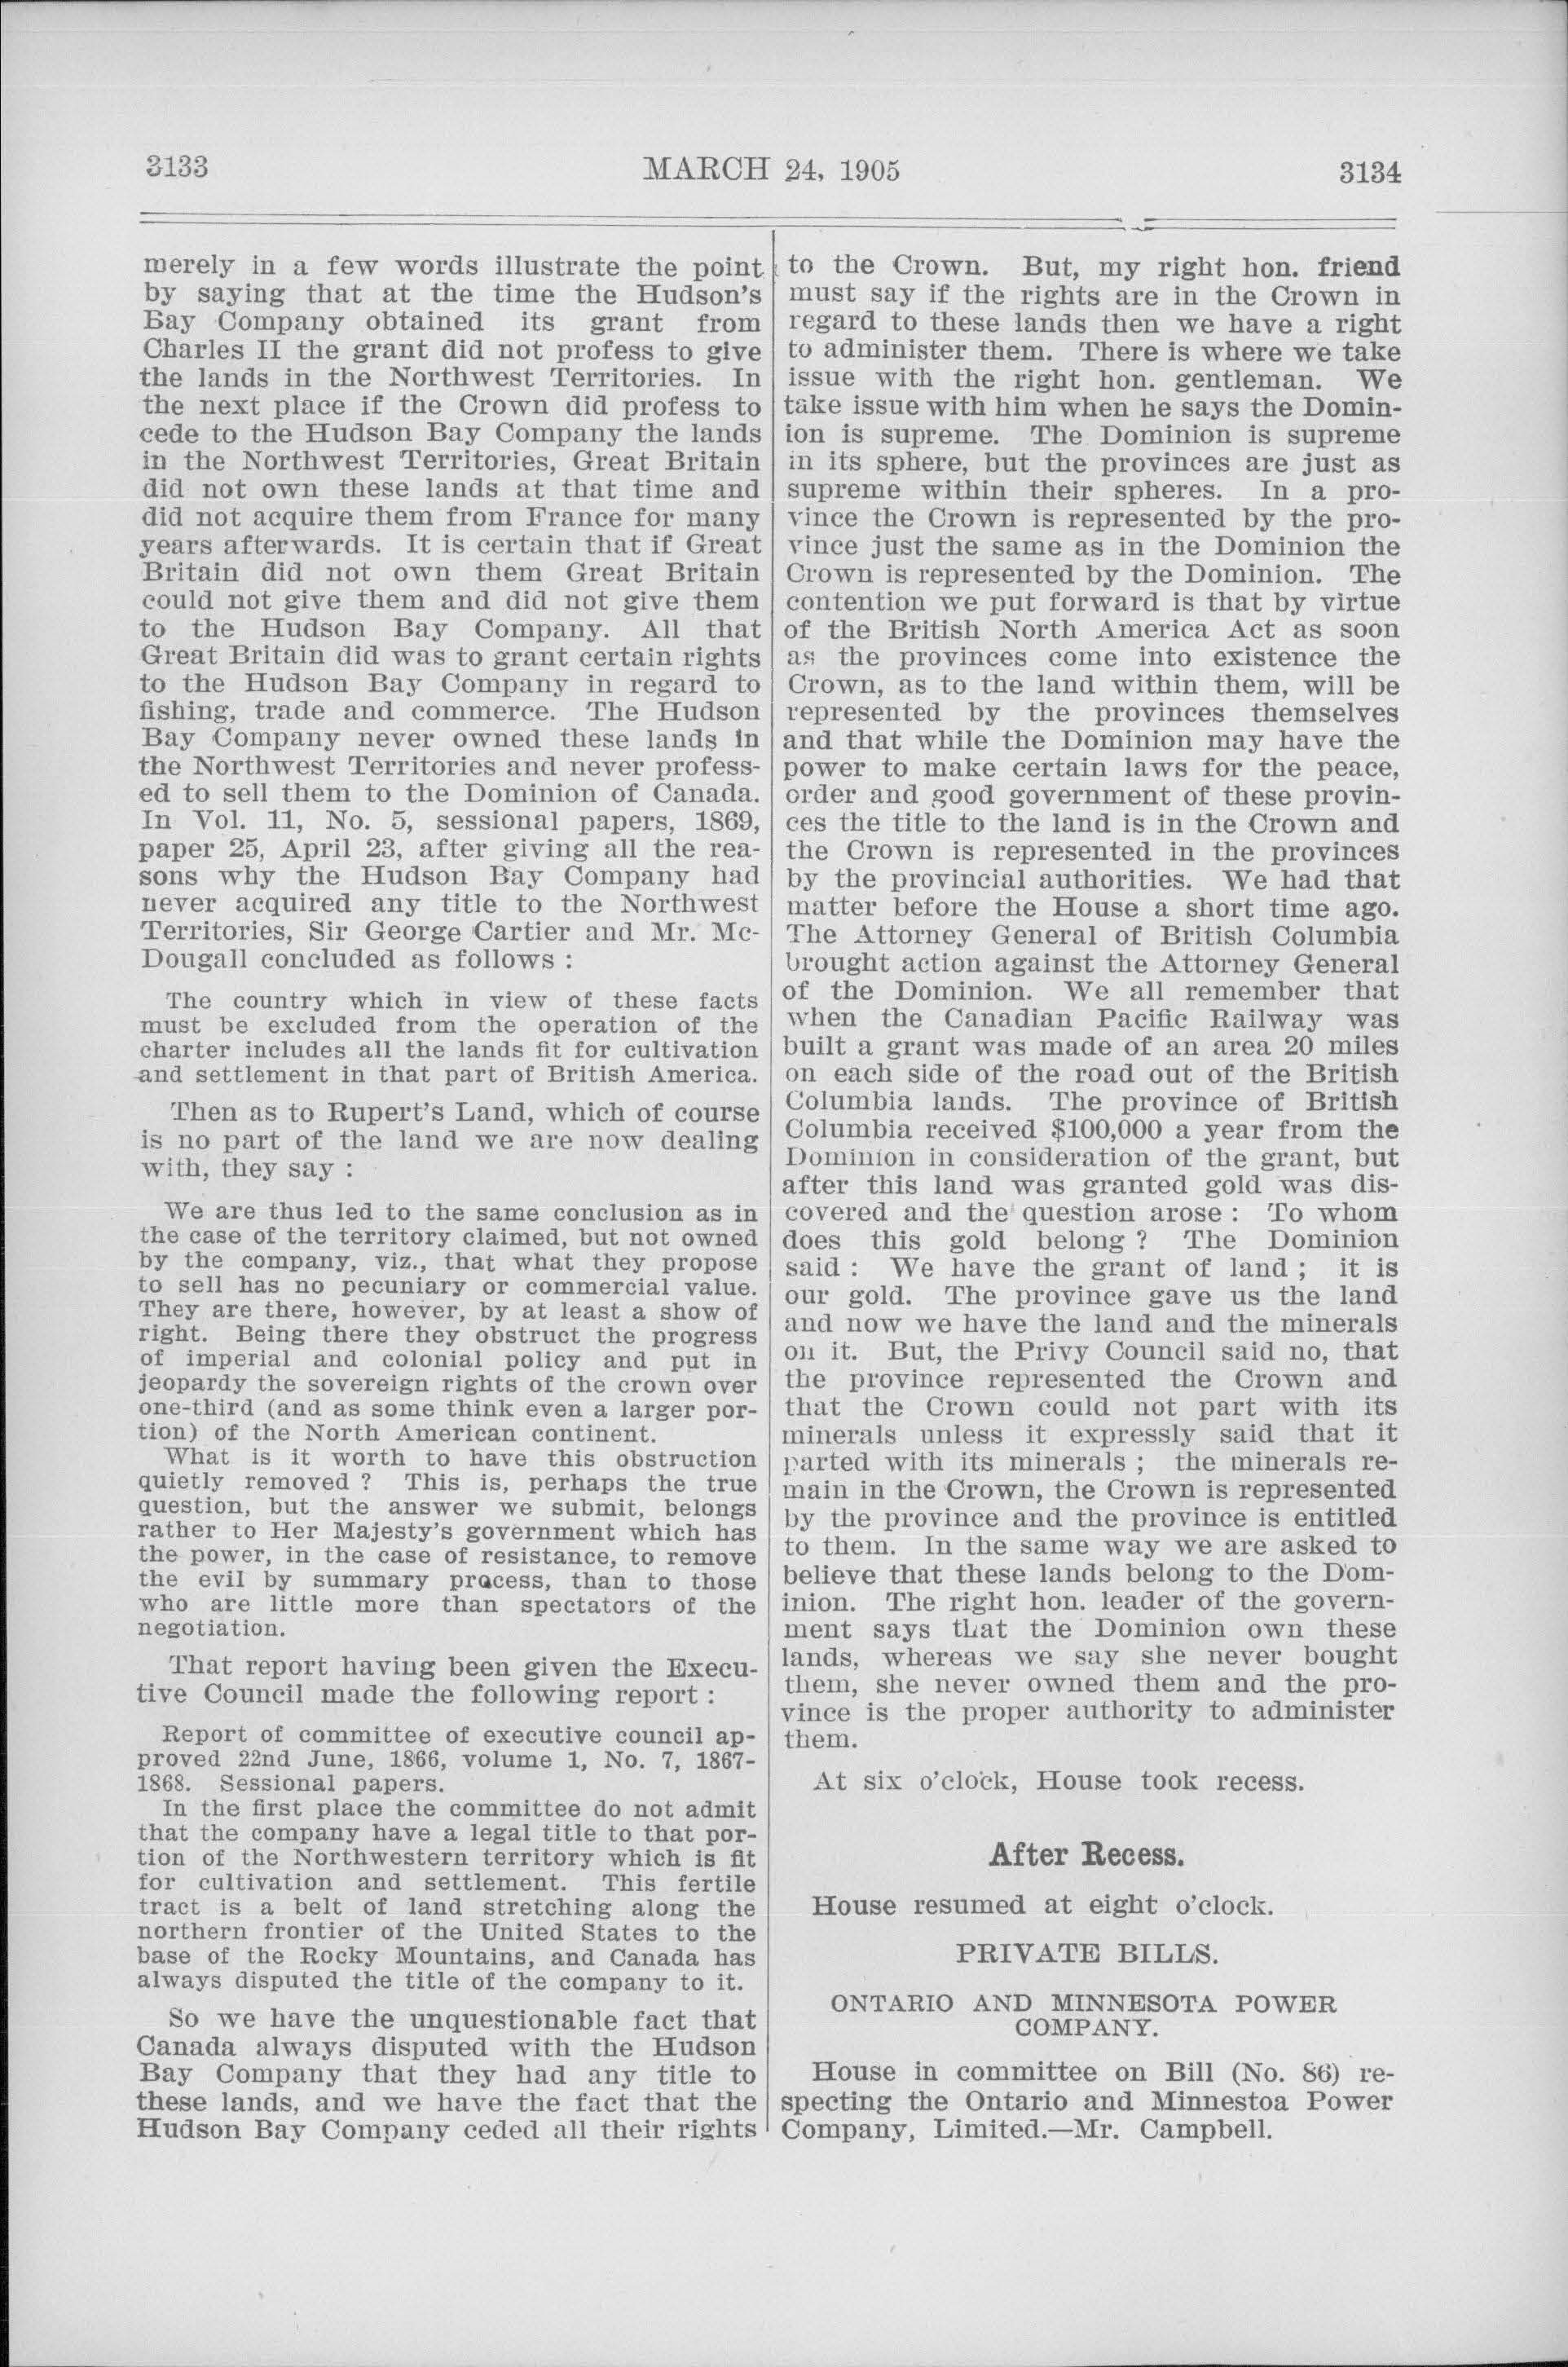 3133
MARCH 24, 1905
3134
merely in a few words illustrate the point
by saying that at the time the Hudson's
Bay Company obtained its grant from
Charles II the grant did not profess to give
the lands in the Northwest Territories. In
the next place if the Crown did profess to
cede to the Hudson Bay Company the lands
in the Northwest Territories, Great Britain
did not own these lands at that time and
did not acquire them from France for many
years afterwards. It is certain that if Great
Britain did not own them Great Britain
could not give them and did not give them
to the Hudson Bay Company. All that
Great Britain did was to grant certain rights
to the Hudson Bay Company in regard to
fishing, trade and commerce. The Hudson
Bay Company never owned these lands in
the Northwest Territories and never profess-
ed to sell them to the Dominion of Canada.
In Vol. 11, No. 5, sessional papers, 1869,
paper 25, April 23, after giving all the rea-
sons why the Hudson Bay Company had
never acquired any title to the Northwest
Territories, Sir George Cartier and Mr. Mc-
Dougall concluded as follows :
The country which in view of these facts
must be excluded from the operation of the
charter includes all the lands fit for cultivation
and settlement in that part of British America.
Then as to Rupert's Land, which of course
is no part of the land we are now dealing
with, they say :
We are thus led to the same conclusion as in
the case of the territory claimed, but not owned
by the company, viz., that what they propose
to sell has no pecuniary or commercial value.
They are there, however, by at least a show of
right. Being there they obstruct the progress
of imperial and colonial policy and put in
jeopardy the sovereign rights of the crown over
one-third (and as some think even a larger por-
tion) of the North American continent.
What is it worth to have this obstruction
quietly removed ? This is, perhaps the true
question, but the answer we submit, belongs
rather to Her Majesty's government which has
the power, in the case of resistance, to remove
the evil by summary process, than to those
who are little more than spectators of the
negotiation.
That report having been given the Execu-
tive Council made the following report :
Report of committee of executive council ap-
proved 22nd June, 1866, volume 1, No. 7, 1867-
1868. Sessional papers.
In the first place the committee do not admit
that the company have a legal title to that por-
tion of the Northwestern territory which is fit
for cultivation and settlement. This fertile
tract is a belt of land stretching along the
northern frontier of the United States to the
base of the Rocky Mountains, and Canada has
always disputed the title of the company to it.
So we have the unquestionable fact that
Canada always disputed with the Hudson
Bay Company that they had any title to
these lands, and we have the fact that the
Hudson Bay Company ceded all their rights
to the Crown. But, my right hon. friend
must say if the rights are in the Crown in
regard to these lands then we have a right
to administer them. There is where we take
issue with the right hon. gentleman. We
take issue with him when he says the Domin-
ion is supreme. The Dominion is supreme
in its sphere, but the provinces are just as
supreme within their spheres. In a pro-
vince the Crown is represented by the pro-
vince just the same as in the Dominion the
Crown is represented by the Dominion. The
contention we put forward is that by virtue
of the British North America Act as soon
as the provinces come into existence the
Crown, as to the land within them, will be
represented by the provinces themselves
and that while the Dominion may have the
power to make certain laws for the peace,
order and good government of these provin-
ces the title to the land is in the Crown and
the Crown is represented in the provinces
by the provincial authorities. We had that
matter before the House a short time ago.
The Attorney General of British Columbia
brought action against the Attorney General
of the Dominion. We all remember that
when the Canadian Pacific Railway was
built a grant was made of an area 20 miles
on each side of the road out of the British
Columbia lands. The province of British
Columbia received $100,000 a year from the
Dominion in consideration of the grant, but
after this land was granted gold was dis-
covered and the question arose : To whom
does this gold belong ? The Dominion
said : We have the grant of land ; it is
our gold. The province gave us the land
and now we have the land and the minerals
on it. But, the Privy Council said no, that
the province represented the Crown and
that the Crown could not part with its
minerals unless it expressly said that it
parted with its minerals ; the minerals re-
main in the Crown, the Crown is represented
by the province and the province is entitled
to them. In the same way we are asked to
believe that these lands belong to the Dom-
inion. The right hon. leader of the govern-
ment says that the Dominion own these
lands, whereas we say she never bought
them, she never owned them and the pro-
vince is the proper authority to administer
them.
At six o'clock, House took recess.
After Recess.
House resumed at eight o'clock.
PRIVATE BILLS.
ONTARIO AND MINNESOTA POWER
COMPANY.
House in committee on Bill (No. 86) re-
specting the Ontario and Minnestoa Power
Company, Limited.—Mr. Campbell.